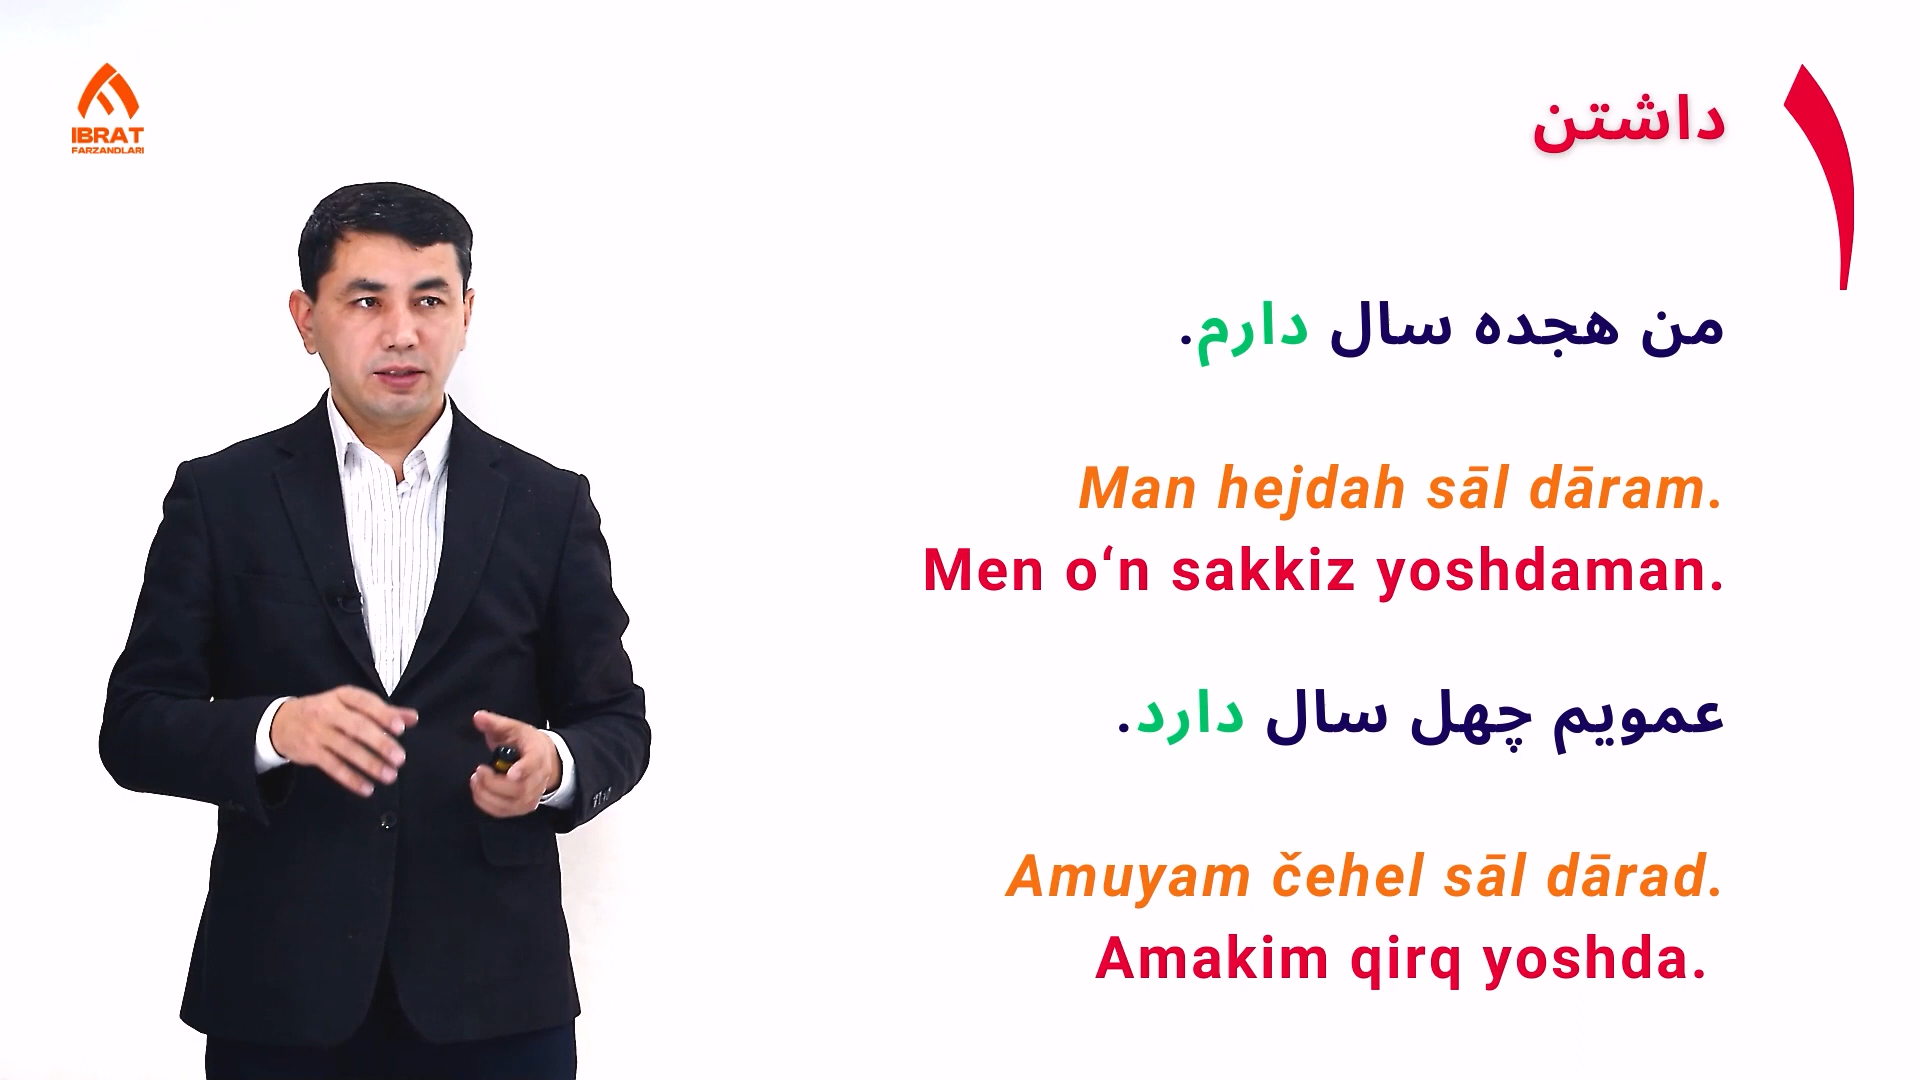 IBRAT
FARZANDLARI
۱
داشتن
من هجده سال دارم.
Man hejdah sāl dāram.
Men o‘n sakkiz yoshdaman.
عمویم چهل سال دارد.
Amuyam čehel sāl dārad.
Amakim qirq yoshda.